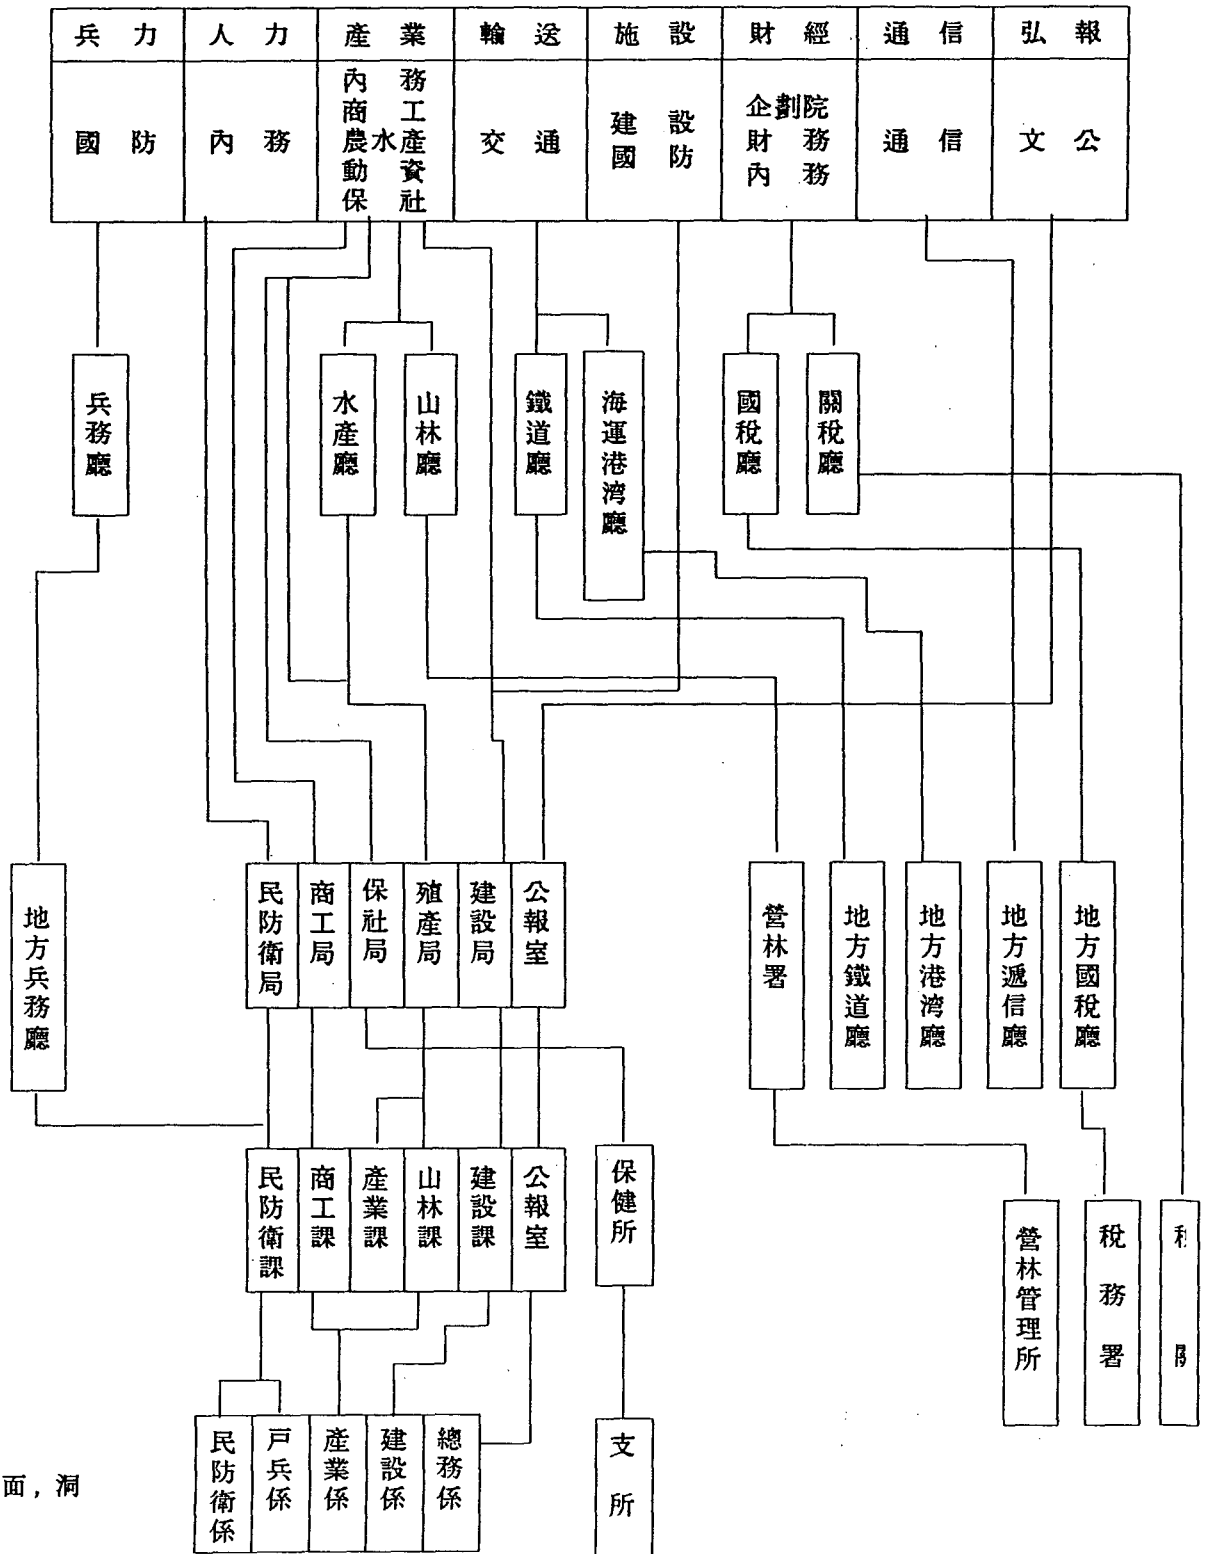 兵力 人力 產業 輸送 施設 財經 通信 弘報
國防
內務
內務
商工
農水產
動資
保社
交通
建設
國防
企劃院
財務
內務
通信
文公
兵務廳
水產廳
山林廳
鐵道廳
海運港湾廳
國稅廳
關稅廳
地方兵務廳
民防衛局
商工局
保社局
殖產局
建設局
公報室
營林署
地方鐵道廳
地方港湾廳
地方遞信廳
地方國稅廳
民防衛課
商工課
產業課
山林課
建設課
公報室
保健所
營林管理所
稅務署
面, 洞
民防衛係
戸兵係
產業係
建設係
總務係
支所